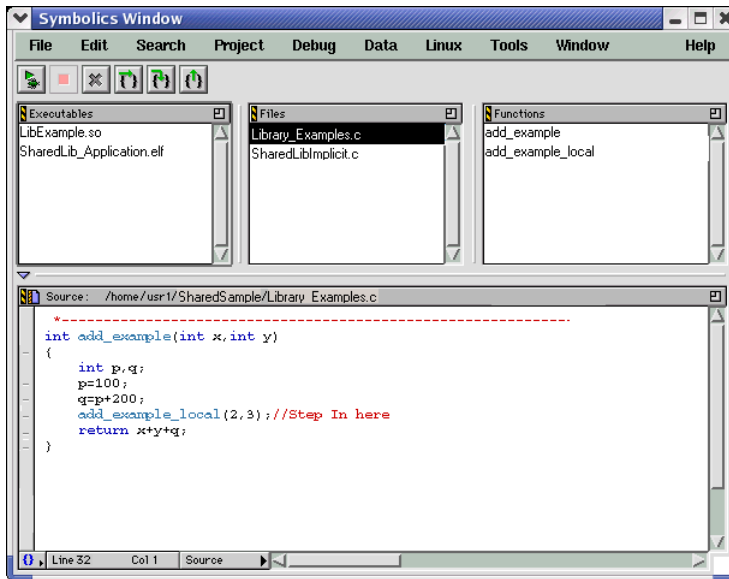 Symbolics Window
File Edit Search Project Debug Data Linux Tools Window Help
Executables
LibExample.so
SharedLib_Application.elf
Files
Library_Examples.c
SharedLibImplicit.c
Functions
add_example
add_example_local
Source: /home/usr1/SharedSample/Library_Examples.c
*-----------------------------------------------------------------
int add_example(int x,int y)
{
int p,q;
p=100;
q=p+200;
add_example_local(2,3);//Step In here
return x+y+q;
}
{} Line 32 Col 1 Source